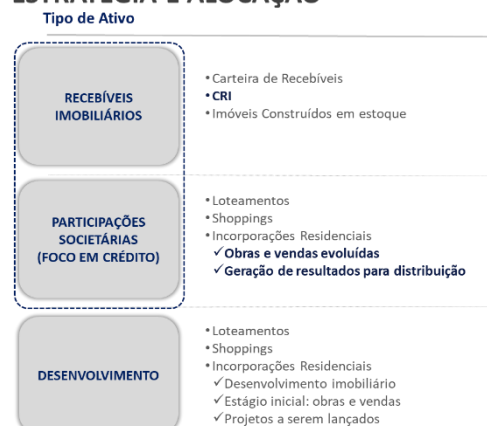 ESTRATÉGIA E ALOCAÇÃO
Tipo de Ativo
RECEBÍVEIS
IMOBILIÁRIOS
• Carteira de Recebíveis
• CRI
• Imóveis Construídos em estoque
PARTICIPAÇÕES
SOCIETÁRIAS
(FOCO EM CRÉDITO)
• Loteamentos
• Shoppings
• Incorporações Residenciais
✓ Obras e vendas evoluídas
✓ Geração de resultados para distribuição
DESENVOLVIMENTO
• Loteamentos
• Shoppings
• Incorporações Residenciais
✓ Desenvolvimento imobiliário
✓ Estágio inicial: obras e vendas
✓ Projetos a serem lançados